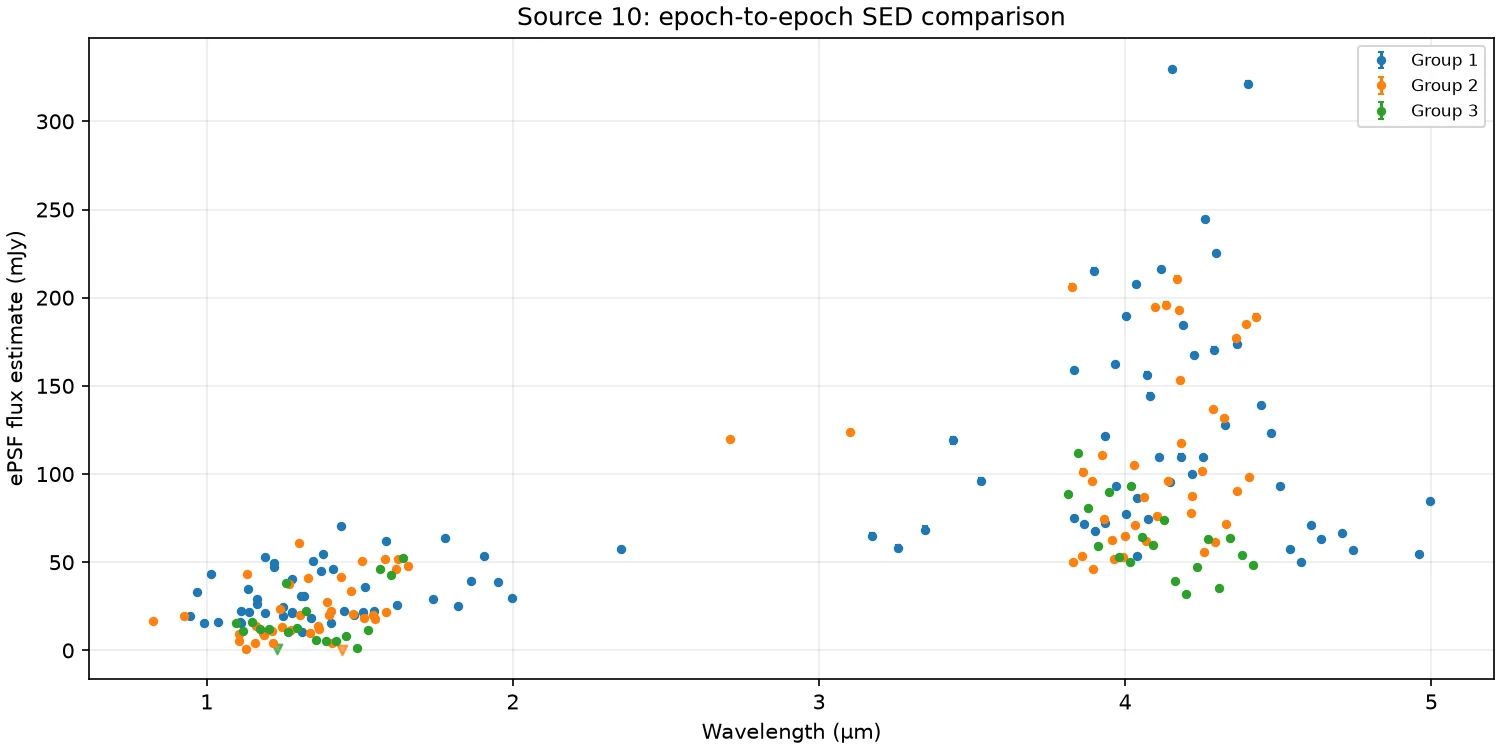 Source 10: epoch-to-epoch SED comparison
ePSF flux estimate (mJy)
300
250
200
150
100
50
0
Group 1
Group 2
Group 3
1 2 3 4 5
Wavelength (µm)